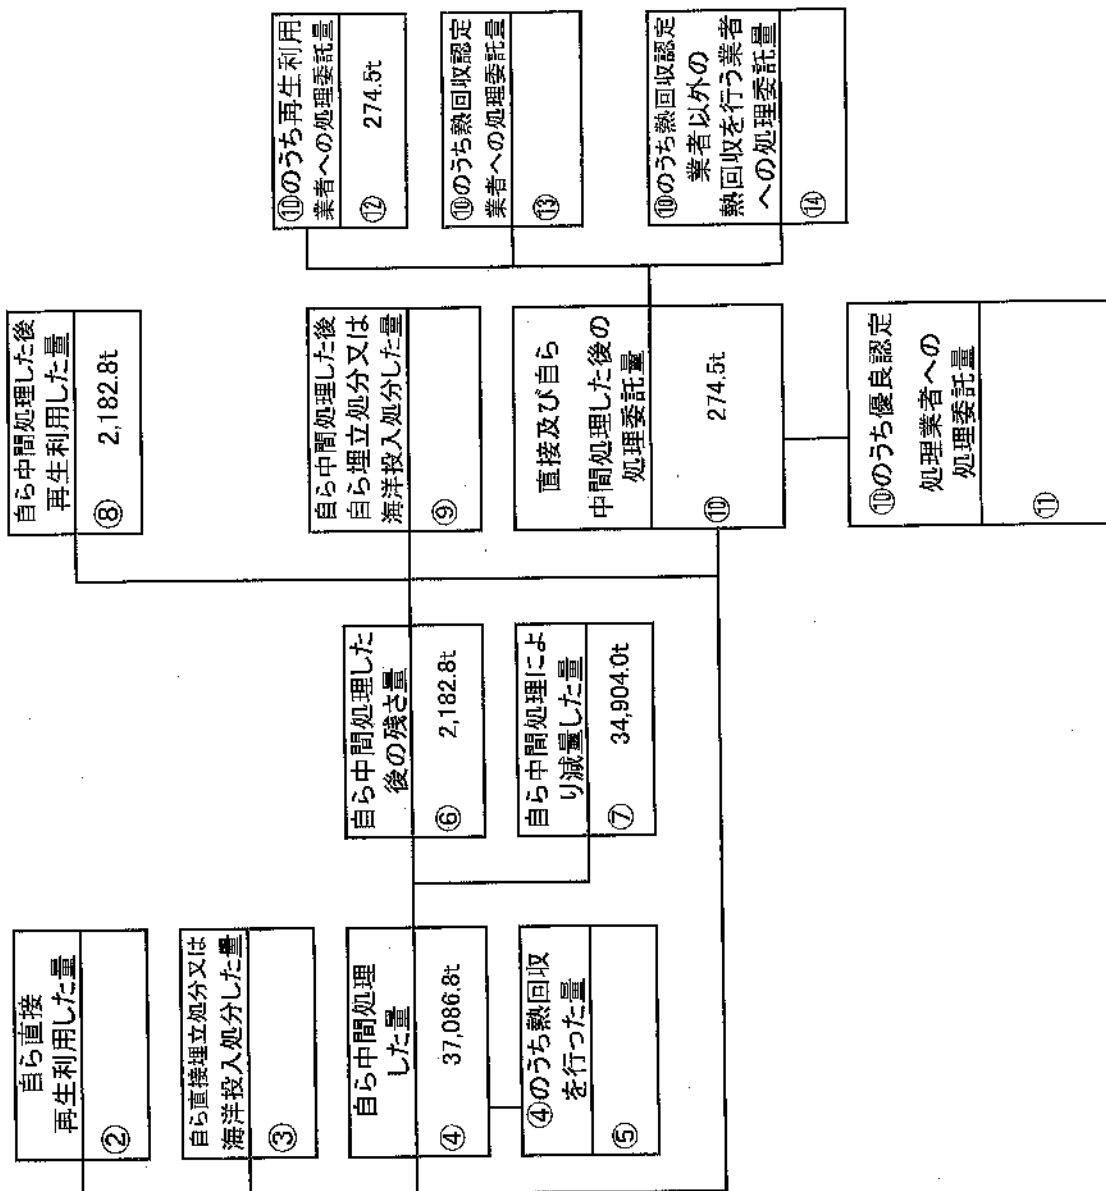 自ら直接
再生利用した量
②
自ら直接埋立処分又は
海洋投入処分した量
③
自ら中間処理
した量
④ 37,086.8t
④のうち熱回収
を行った量
⑤
自ら中間処理した
後の残さ量
⑥ 2,182.8t
自ら中間処理によ
り減量した量
⑦ 34,904.0t
自ら中間処理した後
再生利用した量
⑧ 2,182.8t
自ら中間処理した後
自ら埋立処分又は
海洋投入処分した量
⑨
直接及び自ら
中間処理した後の
処理委託量
⑩ 274.5t
⑩のうち優良認定
処理業者への
処理委託量
⑪
⑩のうち再生利用
業者への処理委託量
⑫ 274.5t
⑩のうち熱回収認定
業者への処理委託量
⑬
⑩のうち熱回収認定
業者以外の
熱回収を行う業者
への処理委託量
⑭